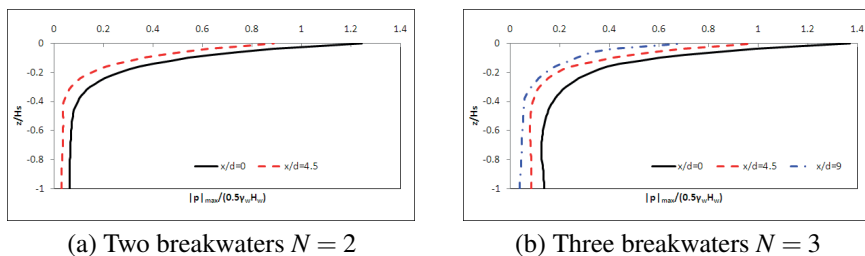 0 0.2 0.4 0.6 0.8 1 1.2 1.4
0
-0.2
-0.4
-0.6
-0.8
-1
z/Hs
x/d=0 x/d=4.5
|p|max/(0.5γwHw)
(a) Two breakwaters N = 2
0 0.2 0.4 0.6 0.8 1 1.2 1.4
0
-0.2
-0.4
-0.6
-0.8
-1
z/Hs
x/d=0 x/d=4.5 x/d=9
|p|max/(0.5γwHw)
(b) Three breakwaters N = 3